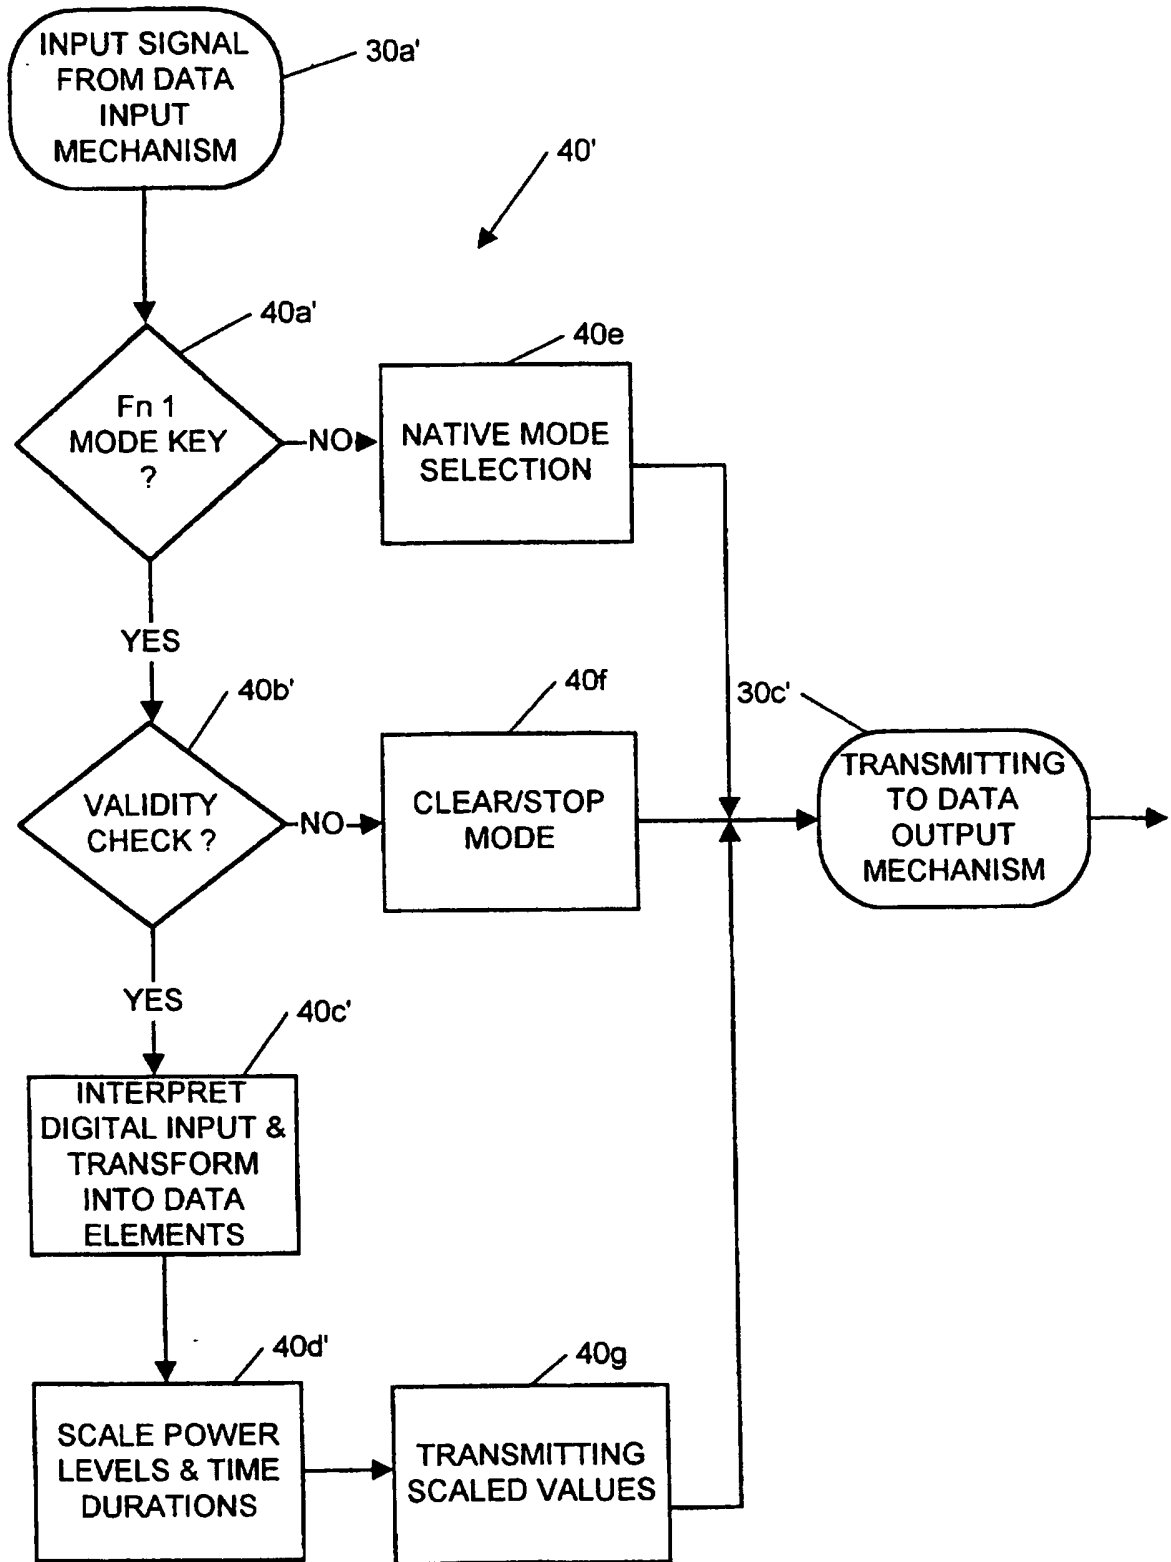 INPUT SIGNAL
FROM DATA
INPUT
MECHANISM
30a'
40'
40a'
Fn 1
MODE KEY
?
NO
40e
NATIVE MODE
SELECTION
YES
40b'
VALIDITY
CHECK ?
NO
40f
CLEAR/STOP
MODE
30c'
TRANSMITTING
TO DATA
OUTPUT
MECHANISM
YES
40c'
INTERPRET
DIGITAL INPUT &
TRANSFORM
INTO DATA
ELEMENTS
40d'
SCALE POWER
LEVELS & TIME
DURATIONS
40g
TRANSMITTING
SCALED VALUES